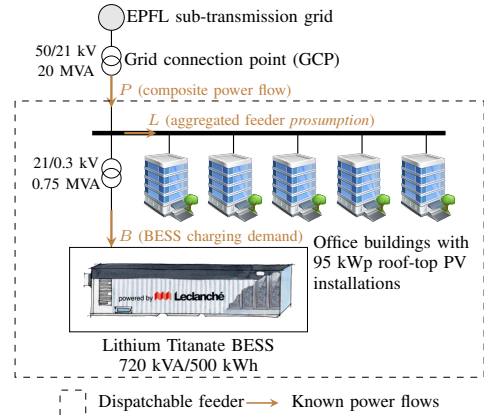 EPFL sub-transmission grid
50/21 kV
20 MVA
Grid connection point (GCP)
P (composite power flow)
L (aggregated feeder prosumption)
21/0.3 kV
0.75 MVA
B (BESS charging demand)
Office buildings with
95 kWp roof-top PV
installations
powered by Leclanché
Lithium Titanate BESS
720 kVA/500 kWh
Dispatchable feeder
Known power flows